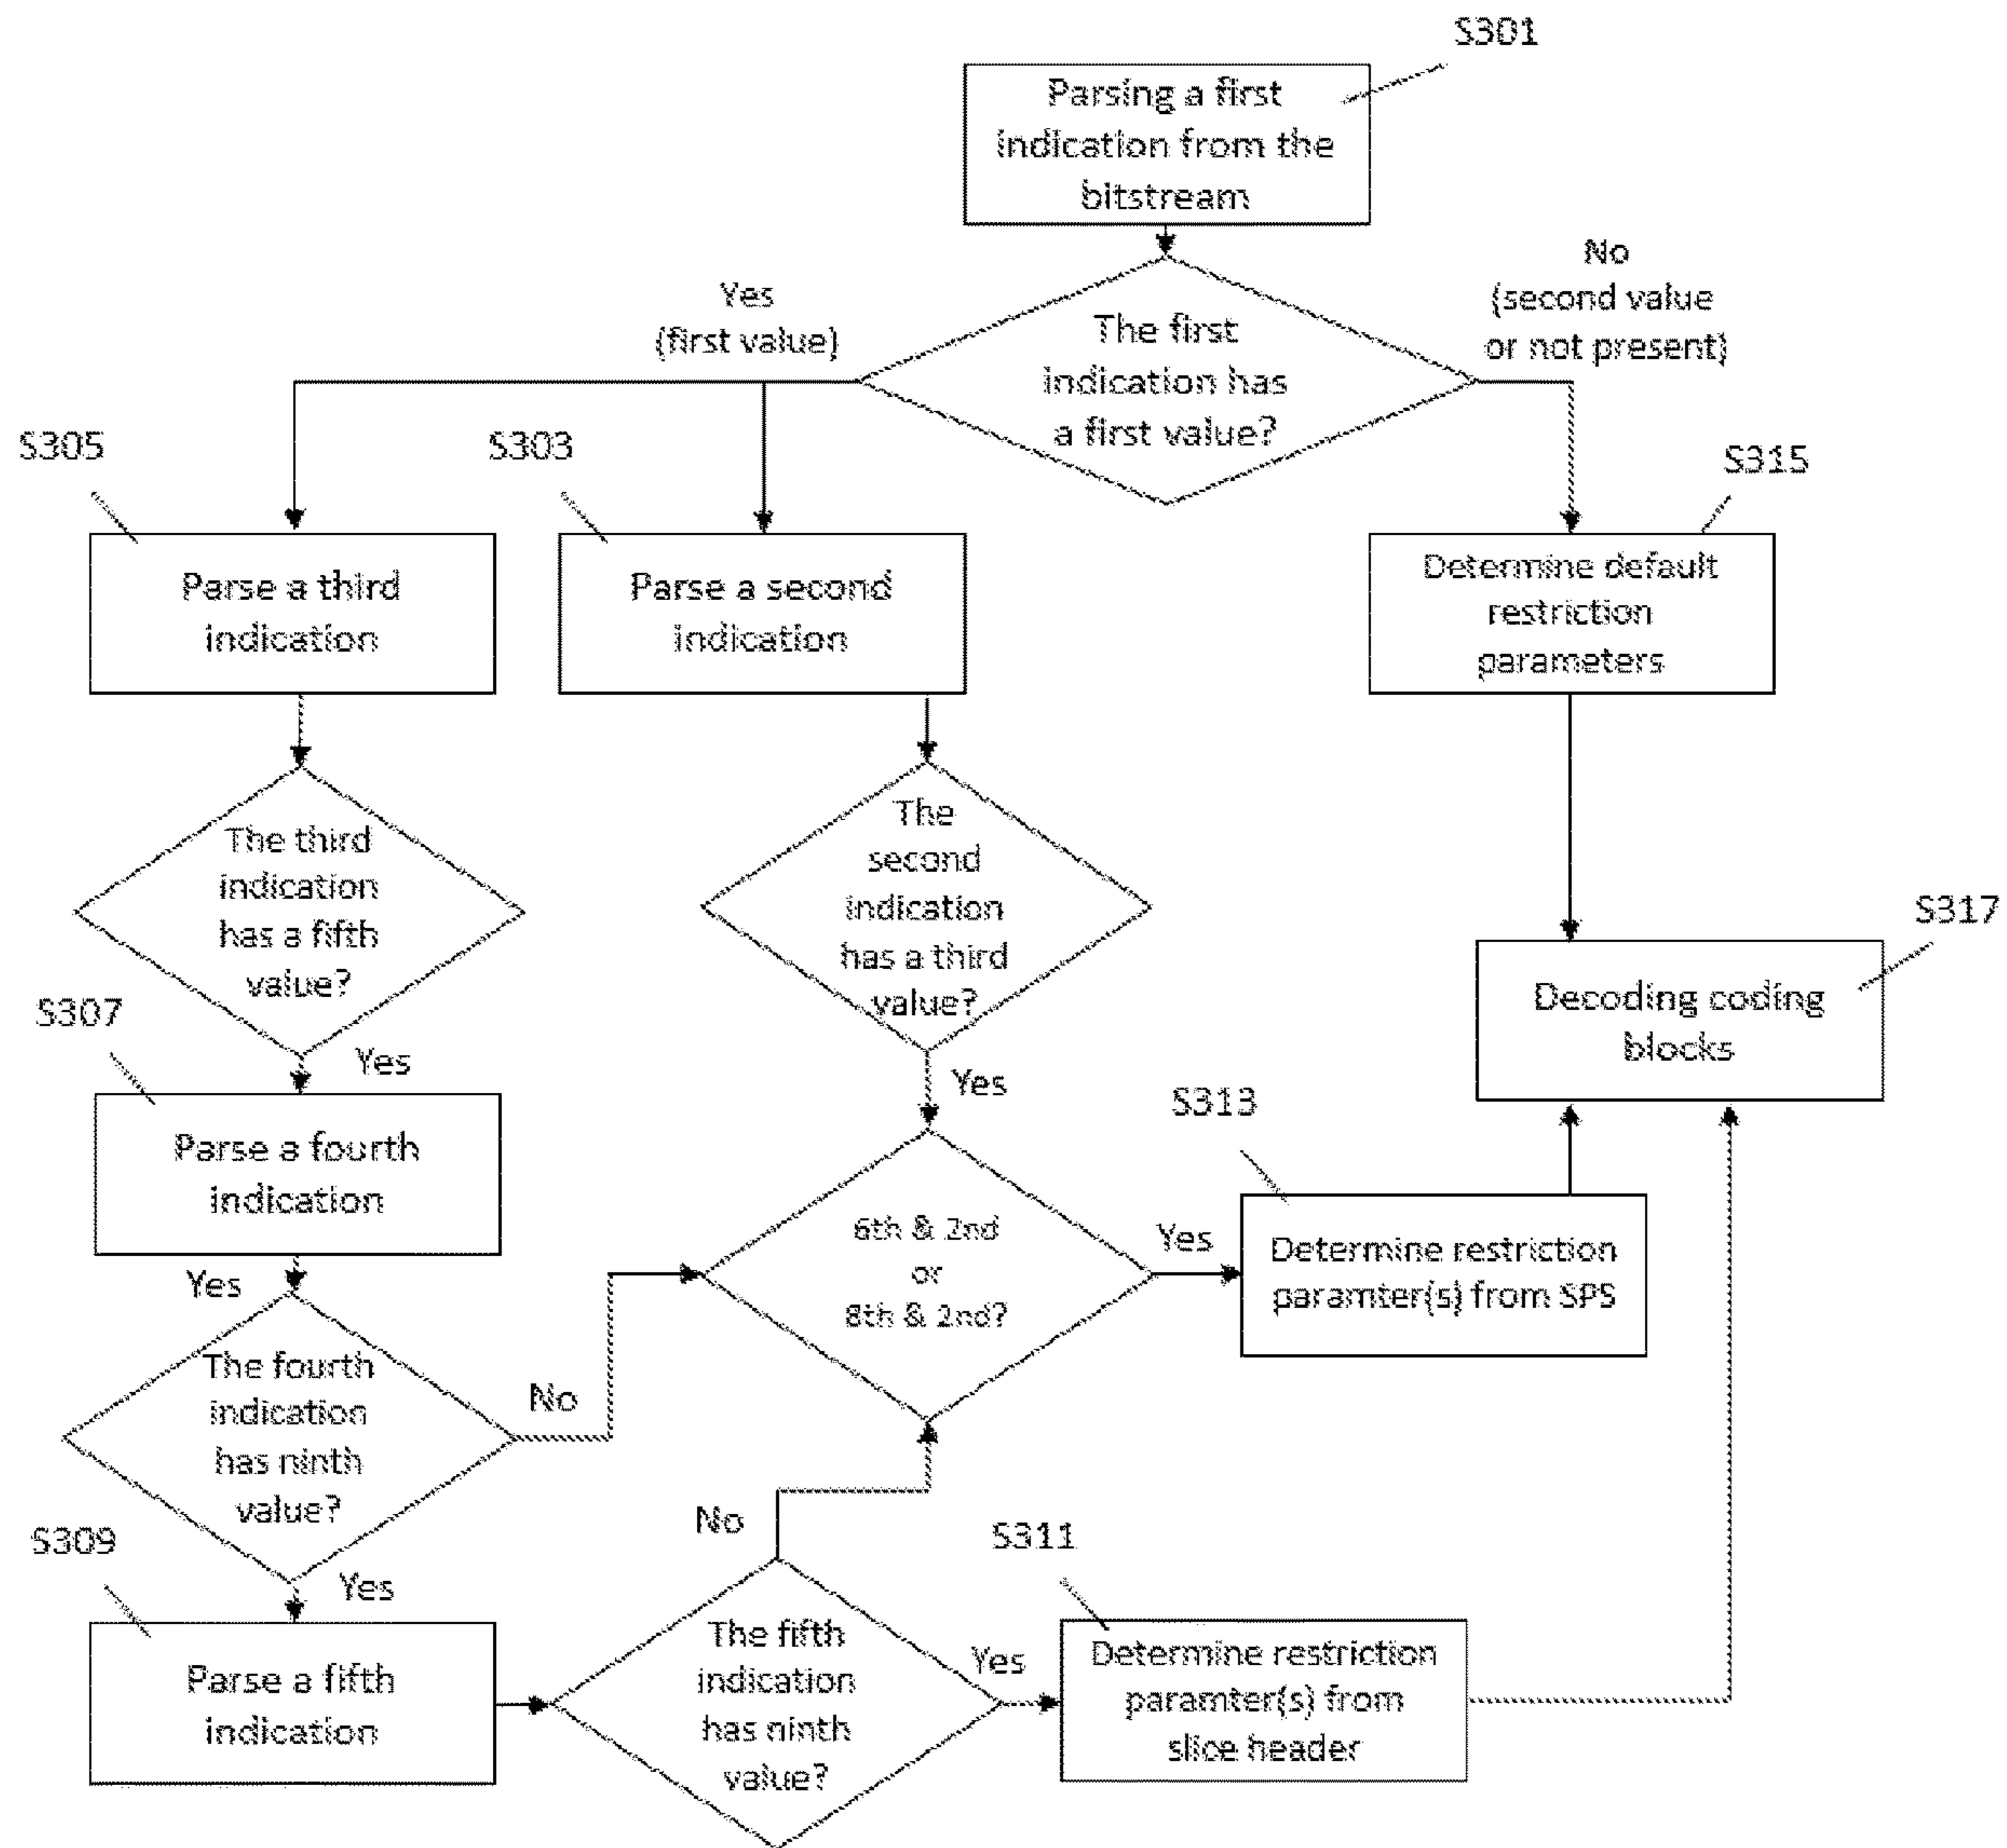 S301
Parsing a first
indication from the
bitstream
No
(second value
or not present)
Yes
(first value)
The first
indication has
a first value?
S305
S303
S315
Parse a third
indication
Parse a second
indication
Determine default
restriction
parameters
The third
indication
has a fifth
value?
The
second
indication
has a third
value?
S317
Decoding coding
blocks
S307
Yes
Yes
S313
Parse a fourth
indication
6th & 2nd
or
8th & 2nd?
Yes
Determine restriction
paramter(s) from SPS
Yes
The fourth
indication
has ninth
value?
No
S309
Yes
No
S311
Parse a fifth
indication
The fifth
indication
has ninth
value?
Yes
Determine restriction
paramter(s) from
slice header